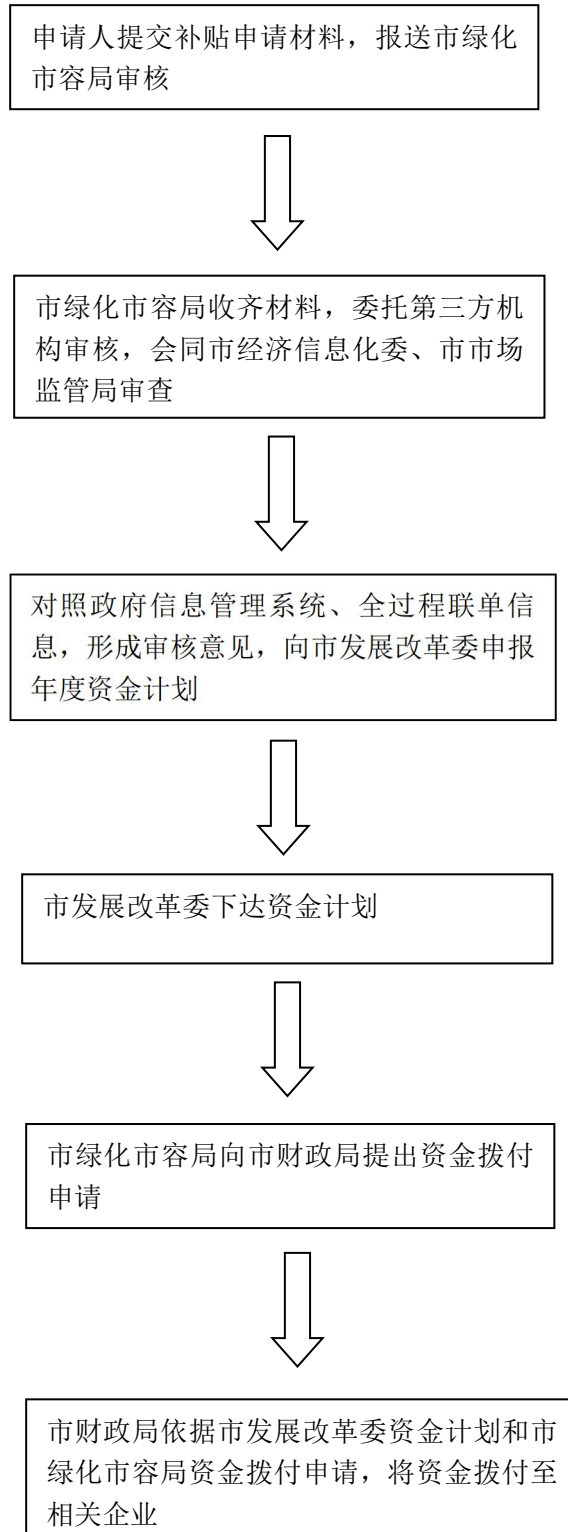 申请人提交补贴申请材料，报送市绿化
市容局审核
市绿化市容局收齐材料，委托第三方机
构审核，会同市经济信息化委、市市场
监管局审查
对照政府信息管理系统、全过程联单信
息，形成审核意见，向市发展改革委申报
年度资金计划
市发展改革委下达资金计划
市绿化市容局向市财政局提出资金拨付
申请
市财政局依据市发展改革委资金计划和市
绿化市容局资金拨付申请，将资金拨付至
相关企业